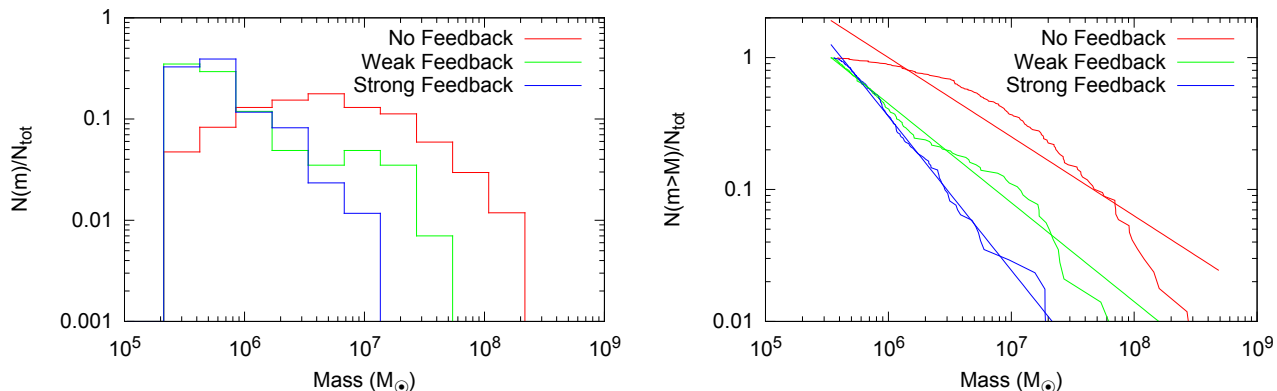 N(m)/N_tot
1
0.1
0.01
0.001
No Feedback
Weak Feedback
Strong Feedback
10^5
10^6
10^7
10^8
10^9
Mass (M_⊙)
N(m>M)/N_tot
1
0.1
0.01
No Feedback
Weak Feedback
Strong Feedback
10^5
10^6
10^7
10^8
10^9
Mass (M_⊙)